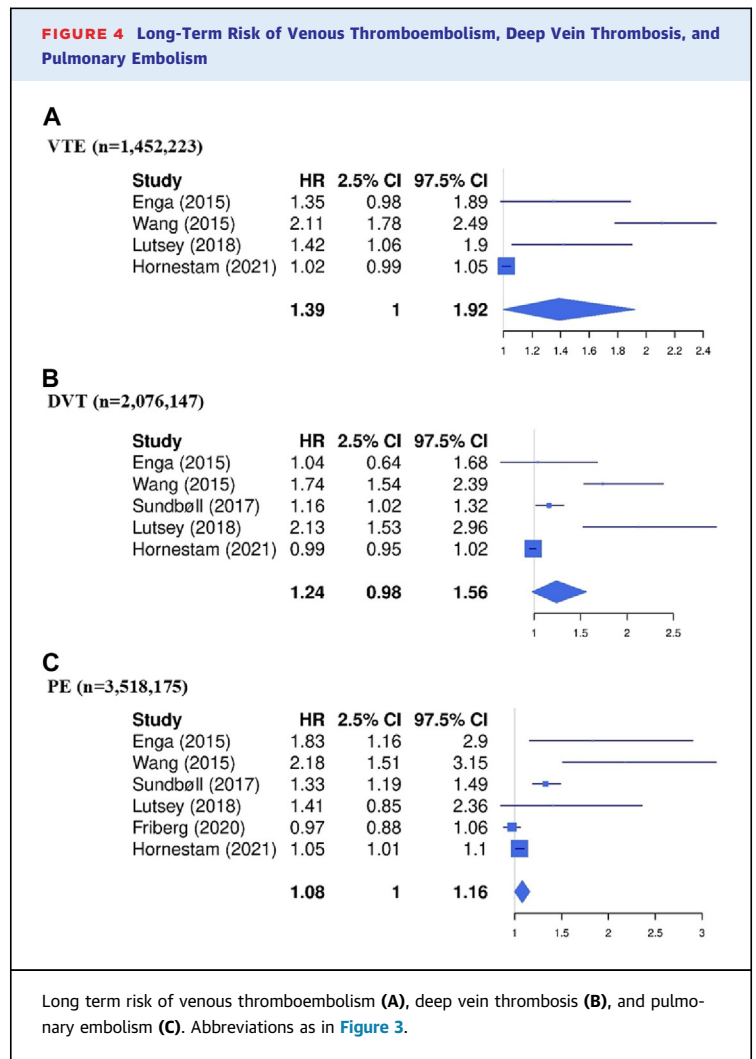 FIGURE 4 Long-Term Risk of Venous Thromboembolism, Deep Vein Thrombosis, and
Pulmonary Embolism
A
VTE (n=1,452,223)
Study HR 2.5% CI 97.5% CI
Enga (2015) 1.35 0.98 1.89
Wang (2015) 2.11 1.78 2.49
Lutsey (2018) 1.42 1.06 1.9
Hornestam (2021) 1.02 0.99 1.05
1.39 1 1.92
1 1.2 1.4 1.6 1.8 2 2.2 2.4
B
DVT (n=2,076,147)
Study HR 2.5% CI 97.5% CI
Enga (2015) 1.04 0.64 1.68
Wang (2015) 1.74 1.54 2.39
Sundbøll (2017) 1.16 1.02 1.32
Lutsey (2018) 2.13 1.53 2.96
Hornestam (2021) 0.99 0.95 1.02
1.24 0.98 1.56
1 1.5 2 2.5
C
PE (n=3,518,175)
Study HR 2.5% CI 97.5% CI
Enga (2015) 1.83 1.16 2.9
Wang (2015) 2.18 1.51 3.15
Sundbøll (2017) 1.33 1.19 1.49
Lutsey (2018) 1.41 0.85 2.36
Friberg (2020) 0.97 0.88 1.06
Hornestam (2021) 1.05 1.01 1.1
1.08 1 1.16
1 1.5 2 2.5 3
Long term risk of venous thromboembolism (A), deep vein thrombosis (B), and pulmo-
nary embolism (C). Abbreviations as in Figure 3.